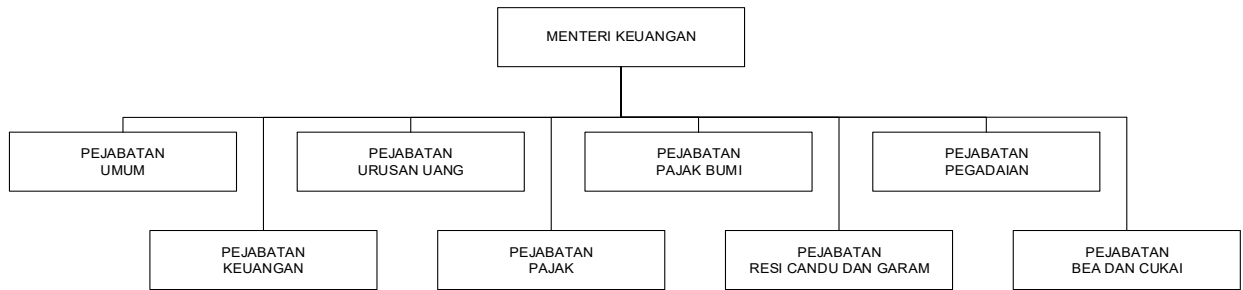 MENTERI KEUANGAN
PEJABATAN
UMUM
PEJABATAN
URUSAN UANG
PEJABATAN
PAJAK BUMI
PEJABATAN
PEGADAIAN
PEJABATAN
KEUANGAN
PEJABATAN
PAJAK
PEJABATAN
RESI CANDU DAN GARAM
PEJABATAN
BEA DAN CUKAI